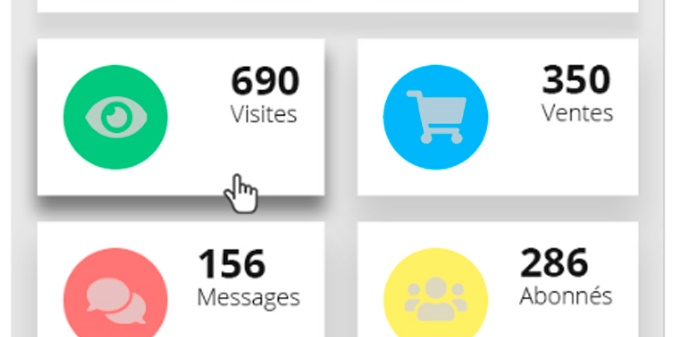 690
Visites
350
Ventes
156
Messages
286
Abonnés